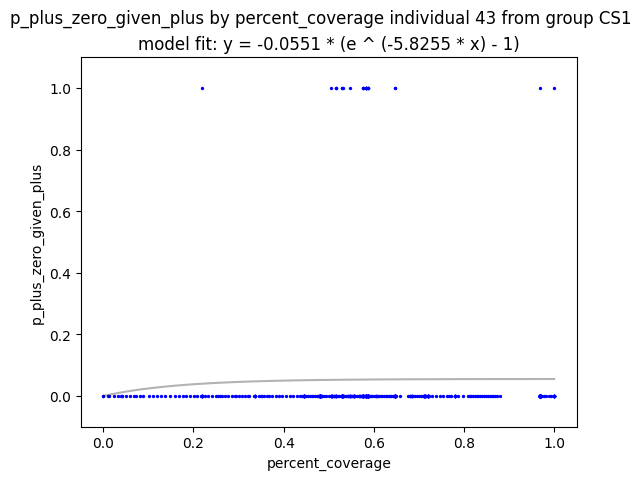 p_plus_zero_given_plus by percent_coverage individual 43 from group CS1
model fit: y = -0.0551 * (e ^ (-5.8255 * x) - 1)
p_plus_zero_given_plus
1.0
0.8
0.6
0.4
0.2
0.0
0.0 0.2 0.4 0.6 0.8 1.0
percent_coverage